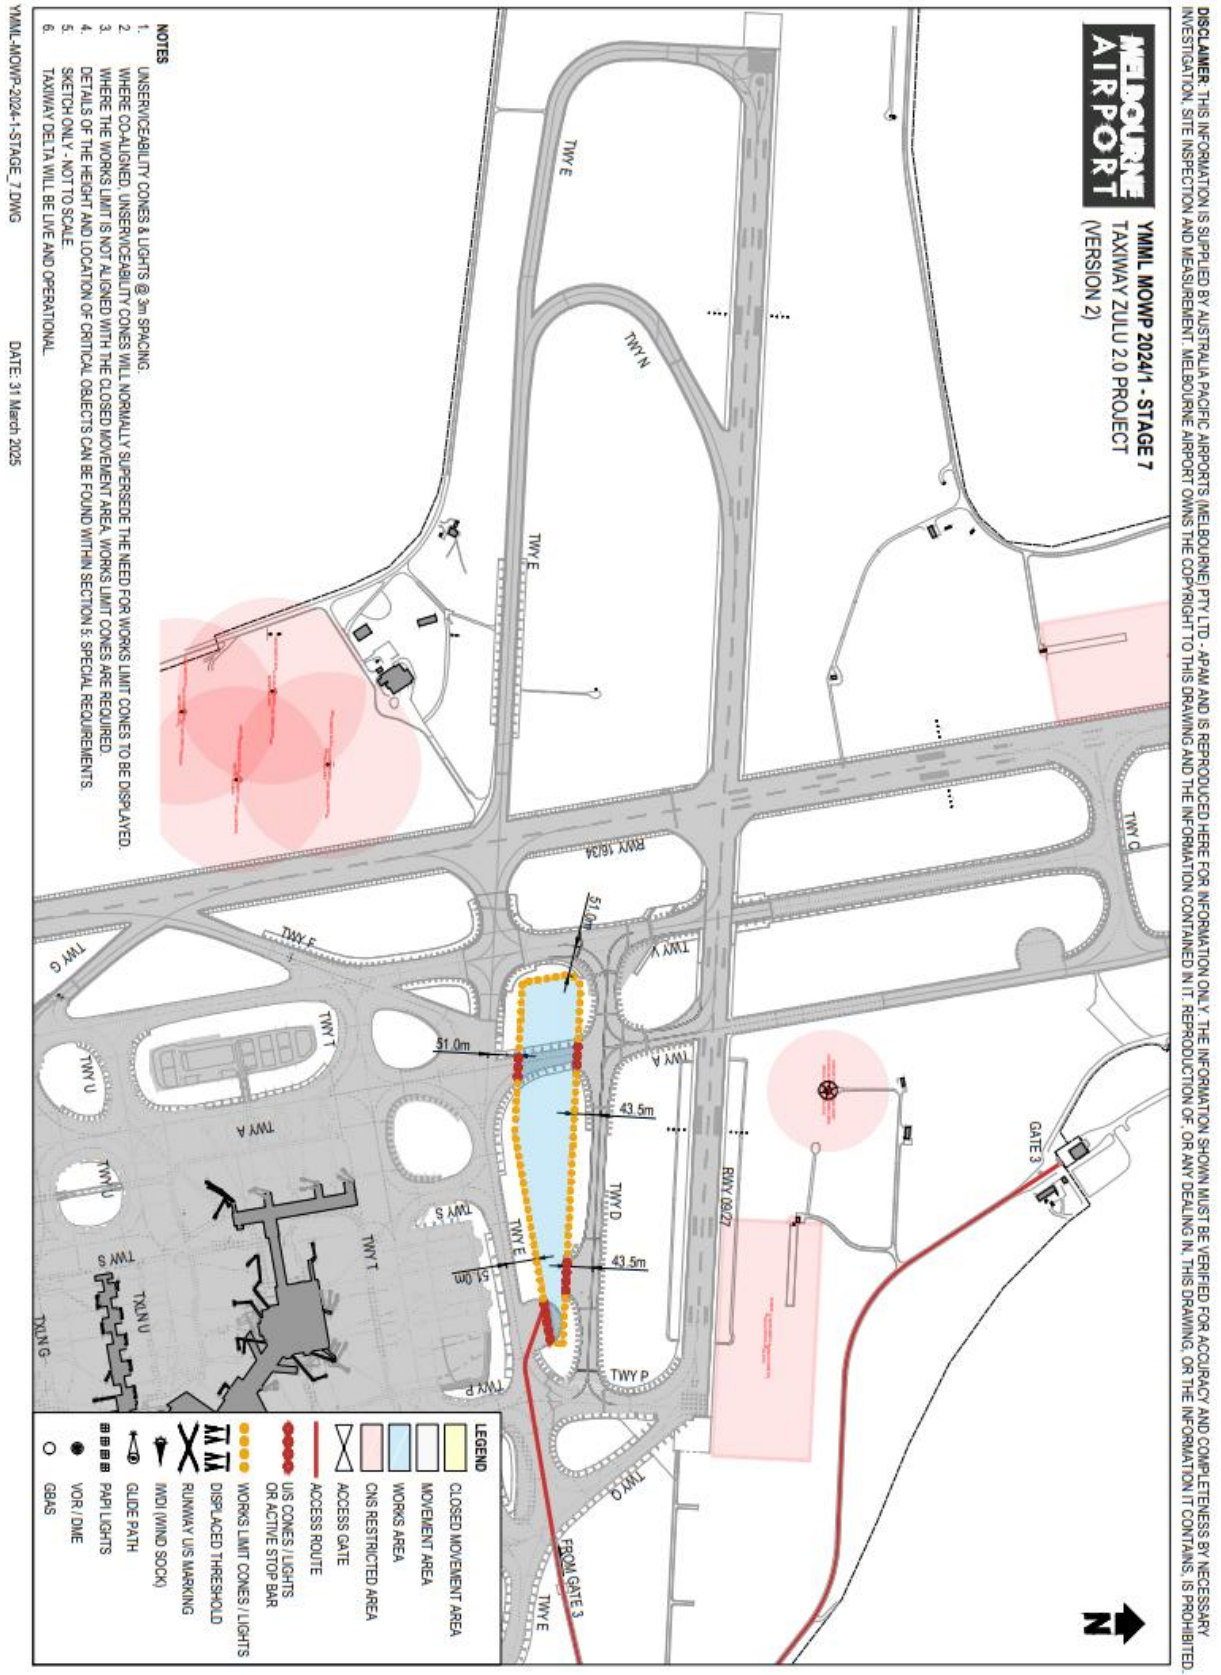 DISCLAIMER: THIS INFORMATION IS SUPPLIED BY AUSTRALIA PACIFIC AIRPORTS (MELBOURNE) PTY LTD - APAM AND IS REPRODUCED HERE FOR INFORMATION ONLY. THE INFORMATION SHOWN MUST BE VERIFIED FOR ACCURACY AND COMPLETENESS BY NECESSARY
INVESTIGATION, SITE INSPECTION AND MEASUREMENT. MELBOURNE AIRPORT OWNS THE COPYRIGHT TO THIS DRAWING AND THE INFORMATION CONTAINED IN IT. REPRODUCTION OF, OR ANY DEALING IN, THIS DRAWING, OR THE INFORMATION IT CONTAINS, IS PROHIBITED.
MELBOURNE
AIRPORT
YMML MOWP 2024/1 - STAGE 7
TAXIWAY ZULU 2.0 PROJECT
(VERSION 2)
N
GATE 3
TWY C
TWY E
TWY N
TWY E
RWY 16/34
51.0m
TWY V
TWY A
RWY 09/27
TWY F
TWY G
TWY T
TWY U
TWY A
51.0m
43.5m
TWY D
43.5m
TWY P
TWY E
51.0m
TWY S
TWY T
TWY U
TWY S
TXLN U
TXLN G
TWY P
TWY Q
FROM GATE 3
TWY E
LEGEND
CLOSED MOVEMENT AREA
MOVEMENT AREA
WORKS AREA
CNS RESTRICTED AREA
ACCESS GATE
ACCESS ROUTE
U/S CONES / LIGHTS
OR ACTIVE STOP BAR
WORKS LIMIT CONES / LIGHTS
DISPLACED THRESHOLD
RUNWAY U/S MARKING
IWDI (WIND SOCK)
GLIDE PATH
PAPI LIGHTS
VOR / DME
GBAS
NOTES
1. UNSERVICEABILITY CONES & LIGHTS @ 3m SPACING.
2. WHERE CO-ALIGNED, UNSERVICEABILITY CONES WILL NORMALLY SUPERSEDE THE NEED FOR WORKS LIMIT CONES TO BE DISPLAYED.
3. WHERE THE WORKS LIMIT IS NOT ALIGNED WITH THE CLOSED MOVEMENT AREA, WORKS LIMIT CONES ARE REQUIRED.
4. DETAILS OF THE HEIGHT AND LOCATION OF CRITICAL OBJECTS CAN BE FOUND WITHIN SECTION 5: SPECIAL REQUIREMENTS.
5. SKETCH ONLY - NOT TO SCALE.
6. TAXIWAY DELTA WILL BE LIVE AND OPERATIONAL.
YMML-MOWP-2024-1-STAGE_7.DWG
DATE: 31 March 2025